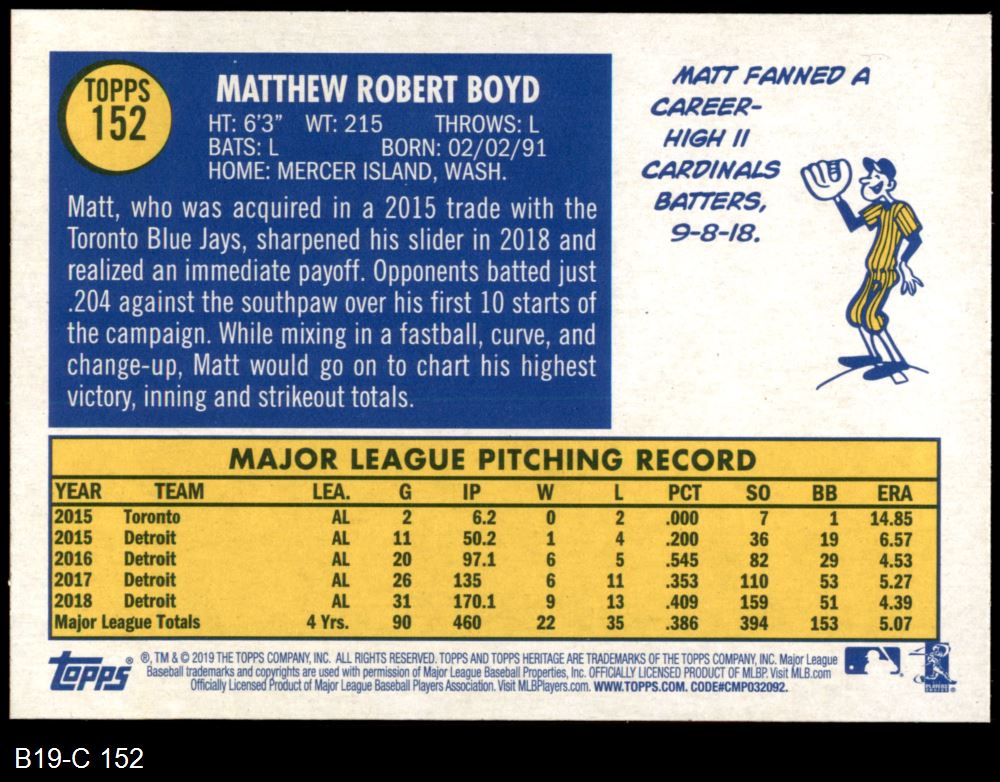 TOPPS
152
MATTHEW ROBERT BOYD
HT: 6'3" WT: 215 THROWS: L
BATS: L BORN: 02/02/91
HOME: MERCER ISLAND, WASH.
Matt, who was acquired in a 2015 trade with the
Toronto Blue Jays, sharpened his slider in 2018 and
realized an immediate payoff. Opponents batted just
.204 against the southpaw over his first 10 starts of
the campaign. While mixing in a fastball, curve, and
change-up, Matt would go on to chart his highest
victory, inning and strikeout totals.
MATT FANNED A
CAREER-
HIGH 11
CARDINALS
BATTERS,
9-8-18.
MAJOR LEAGUE PITCHING RECORD
YEAR TEAM LEA. G IP W L PCT SO BB ERA
2015 Toronto AL 2 6.2 0 2 .000 7 1 14.85
2015 Detroit AL 11 50.2 1 4 .200 36 19 6.57
2016 Detroit AL 20 97.1 6 5 .545 82 29 4.53
2017 Detroit AL 26 135 6 11 .353 110 53 5.27
2018 Detroit AL 31 170.1 9 13 .409 159 51 4.39
Major League Totals 4 Yrs. 90 460 22 35 .386 394 153 5.07
Topps®
®, TM & © 2019 THE TOPPS COMPANY, INC. ALL RIGHTS RESERVED. TOPPS AND TOPPS HERITAGE ARE TRADEMARKS OF THE TOPPS COMPANY, INC. Major League
Baseball trademarks and copyrights are used with permission of Major League Baseball Properties, Inc. OFFICIALLY LICENSED PRODUCT OF MLBP. Visit MLB.com
Officially Licensed Product of Major League Baseball Players Association. Visit MLBPlayers.com. WWW.TOPPS.COM. CODE#CMP032092.
B19-C 152